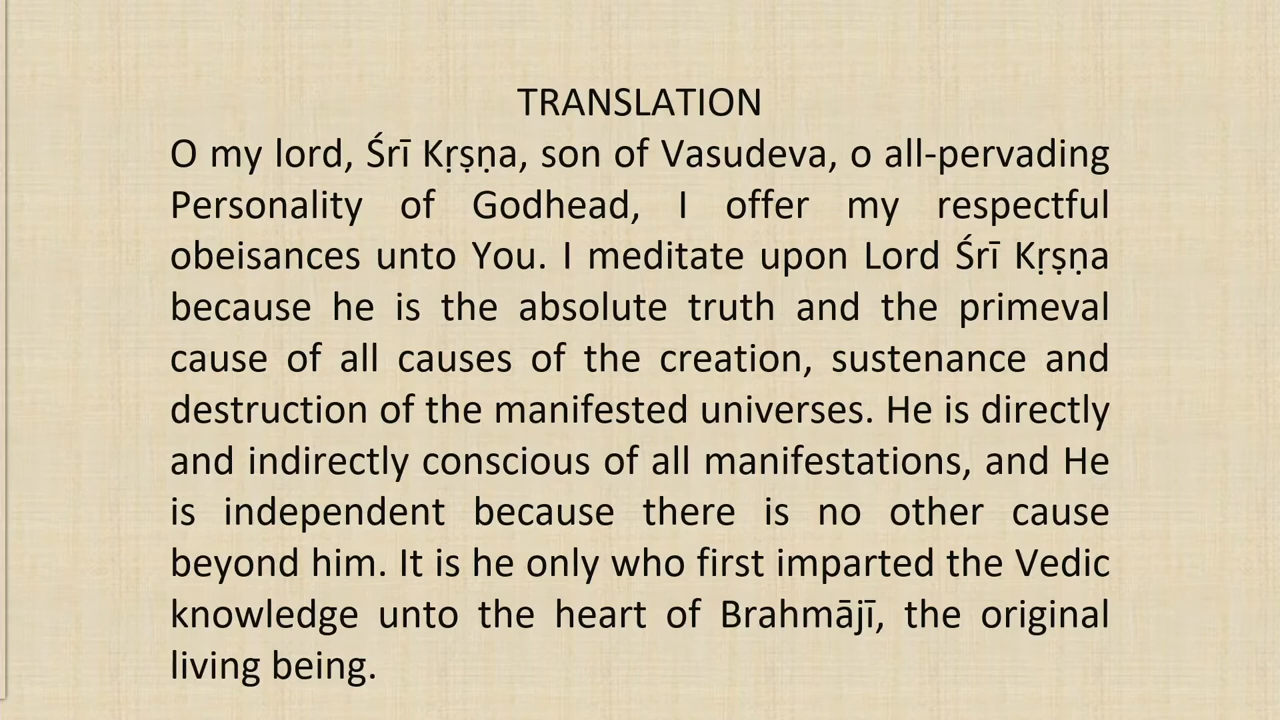 TRANSLATION
O my lord, Śrī Kṛṣṇa, son of Vasudeva, o all-pervading
Personality of Godhead, I offer my respectful
obeisances unto You. I meditate upon Lord Śrī Kṛṣṇa
because he is the absolute truth and the primeval
cause of all causes of the creation, sustenance and
destruction of the manifested universes. He is directly
and indirectly conscious of all manifestations, and He
is independent because there is no other cause
beyond him. It is he only who first imparted the Vedic
knowledge unto the heart of Brahmājī, the original
living being.